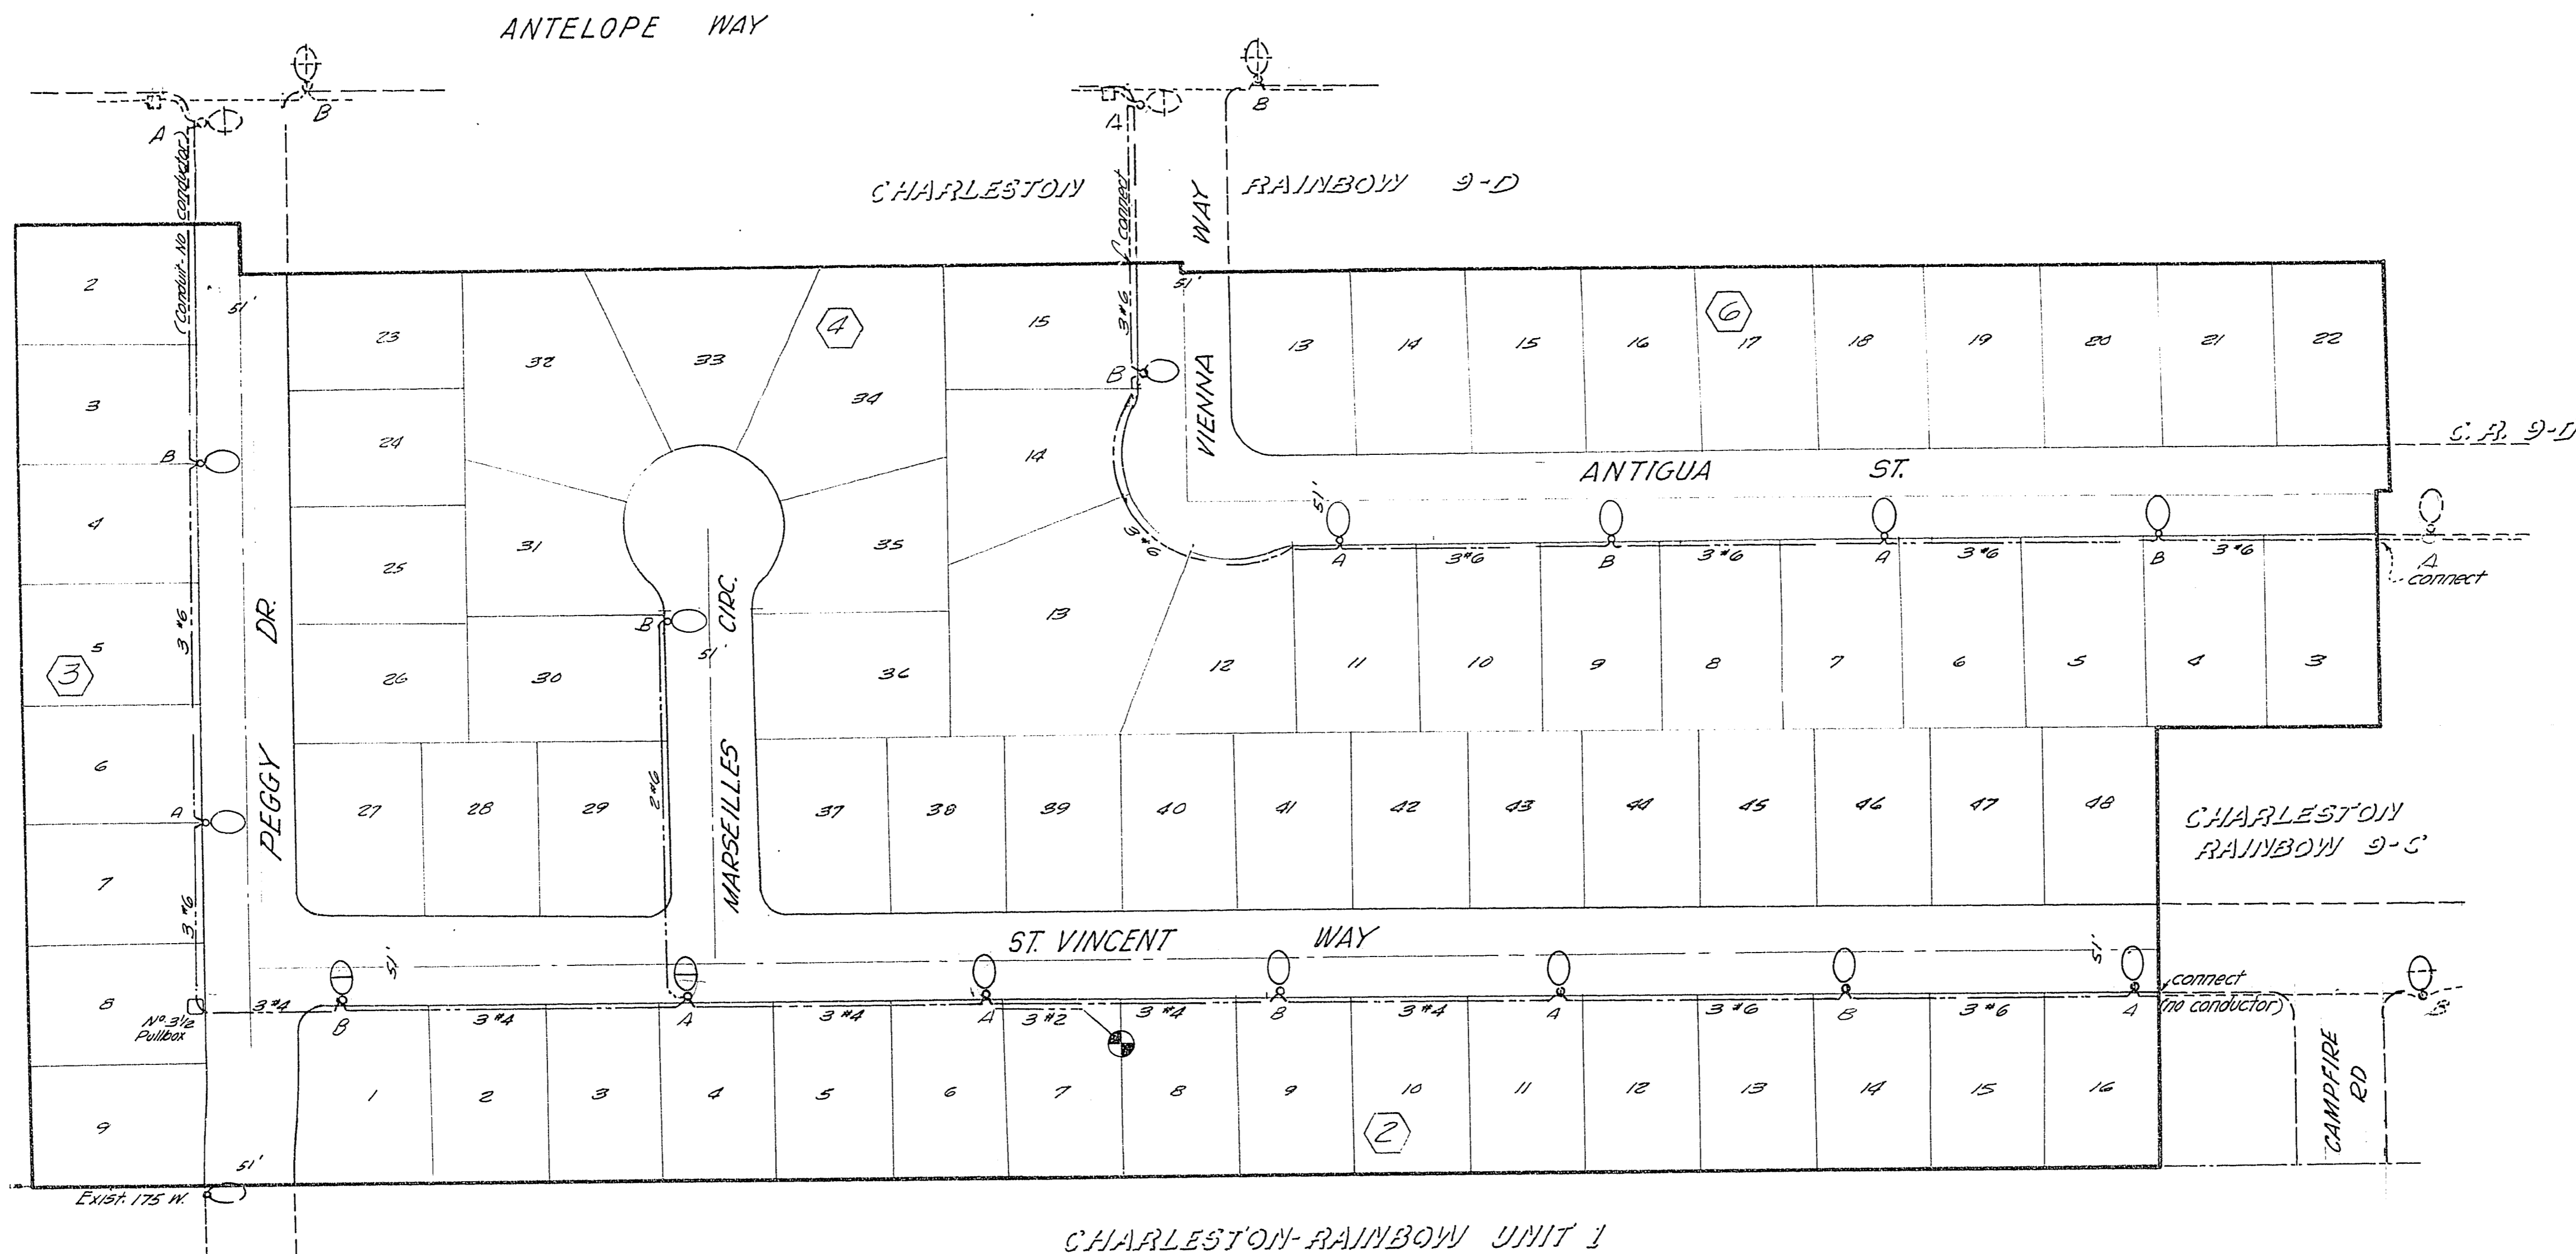 ANTELOPE WAY
A
B
A
B
(Conduit - No conductor)
(connect
CHARLESTON
WAY
RAINBOW 9-D
2
51'
23
32
33
4
15
3 #6
51'
13
14
15
16
6
17
18
19
20
21
22
3
B
24
34
B
14
VIENNA
C.R. 9-D
ANTIGUA ST.
4
25
31
35
3 #6
51'
A
3 #6
B
3 #6
A
3 #6
B
3 #6
A
connect
3
5
3 #6
DR.
B
CIRC.
51'
13
26
30
36
12
11
10
9
8
7
6
5
4
3
6
A
PEGGY
27
28
29
2 #6
MARSEILLES
37
38
39
40
41
42
43
44
45
46
47
48
CHARLESTON
RAINBOW 9-C
7
3 #6
ST. VINCENT WAY
51'
51'
8
Nº 3½
Pullbox
3 #4
B
3 #4
A
3 #4
A
3 #2
3 #4
B
3 #4
A
3 #6
B
3 #6
A
connect
(no conductor)
B
9
1
2
3
4
5
6
7
8
9
10
11
12
13
14
15
16
2
CAMPFIRE
RD
51'
Exist. 175 W.
CHARLESTON-RAINBOW UNIT 1